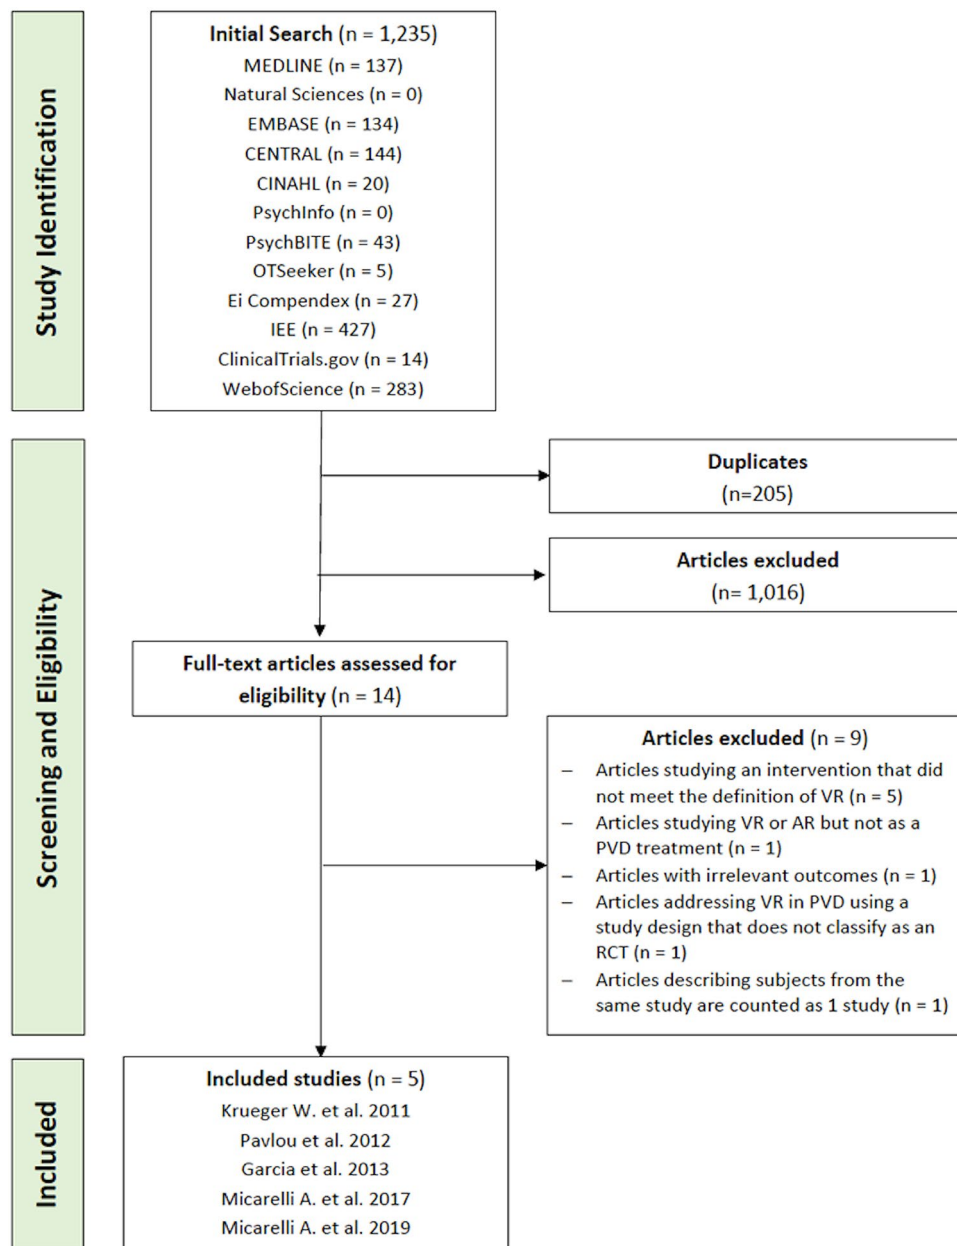 Study Identification
Initial Search (n = 1,235)
MEDLINE (n = 137)
Natural Sciences (n = 0)
EMBASE (n = 134)
CENTRAL (n = 144)
CINAHL (n = 20)
PsychInfo (n = 0)
PsychBITE (n = 43)
OTSeeker (n = 5)
Ei Compendex (n = 27)
IEE (n = 427)
ClinicalTrials.gov (n = 14)
WebofScience (n = 283)
Screening and Eligibility
Duplicates
(n=205)
Articles excluded
(n= 1,016)
Full-text articles assessed for
eligibility (n = 14)
Articles excluded (n = 9)
– Articles studying an intervention that did
not meet the definition of VR (n = 5)
– Articles studying VR or AR but not as a
PVD treatment (n = 1)
– Articles with irrelevant outcomes (n = 1)
– Articles addressing VR in PVD using a
study design that does not classify as an
RCT (n = 1)
– Articles describing subjects from the
same study are counted as 1 study (n = 1)
Included
Included studies (n = 5)
Krueger W. et al. 2011
Pavlou et al. 2012
Garcia et al. 2013
Micarelli A. et al. 2017
Micarelli A. et al. 2019